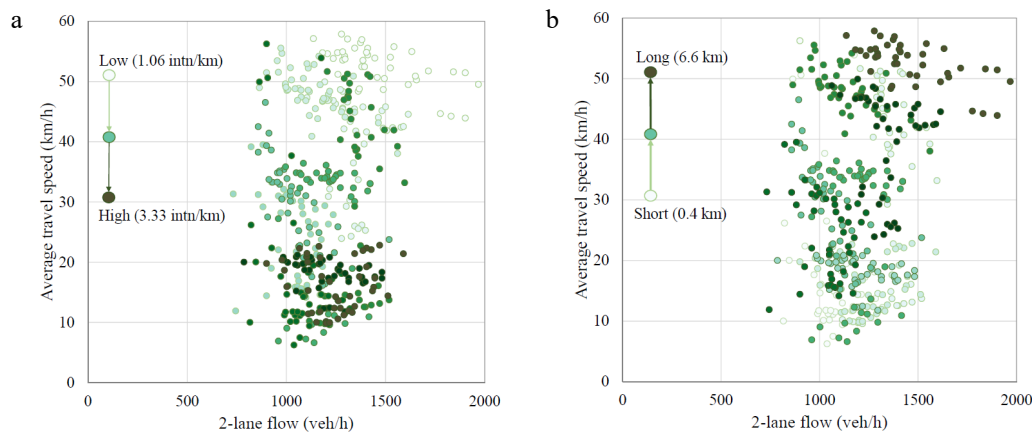 a
60
50
40
30
20
10
0
Average travel speed (km/h)
Low (1.06 intn/km)
High (3.33 intn/km)
0 500 1000 1500 2000
2-lane flow (veh/h)
b
60
50
40
30
20
10
0
Average travel speed (km/h)
Long (6.6 km)
Short (0.4 km)
0 500 1000 1500 2000
2-lane flow (veh/h)